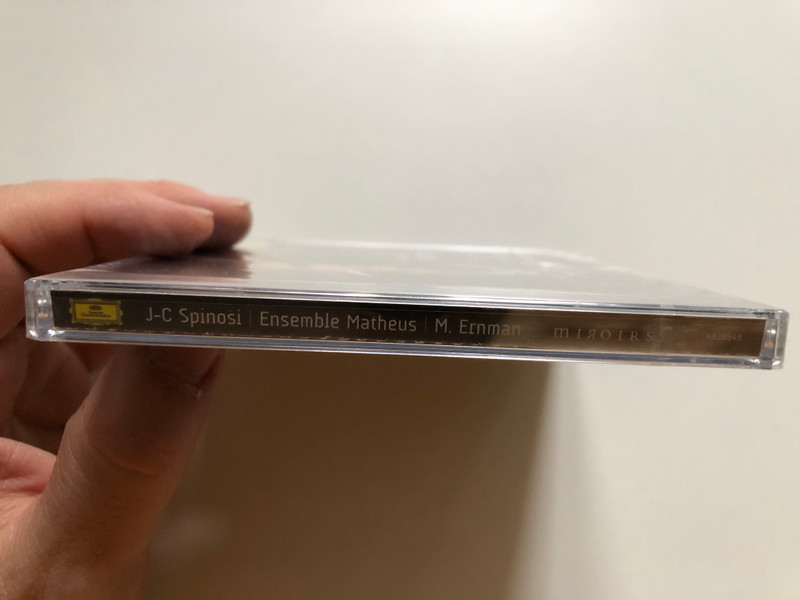 J-C Spinosi | Ensemble Matheus | M. Ernman MIROIRS